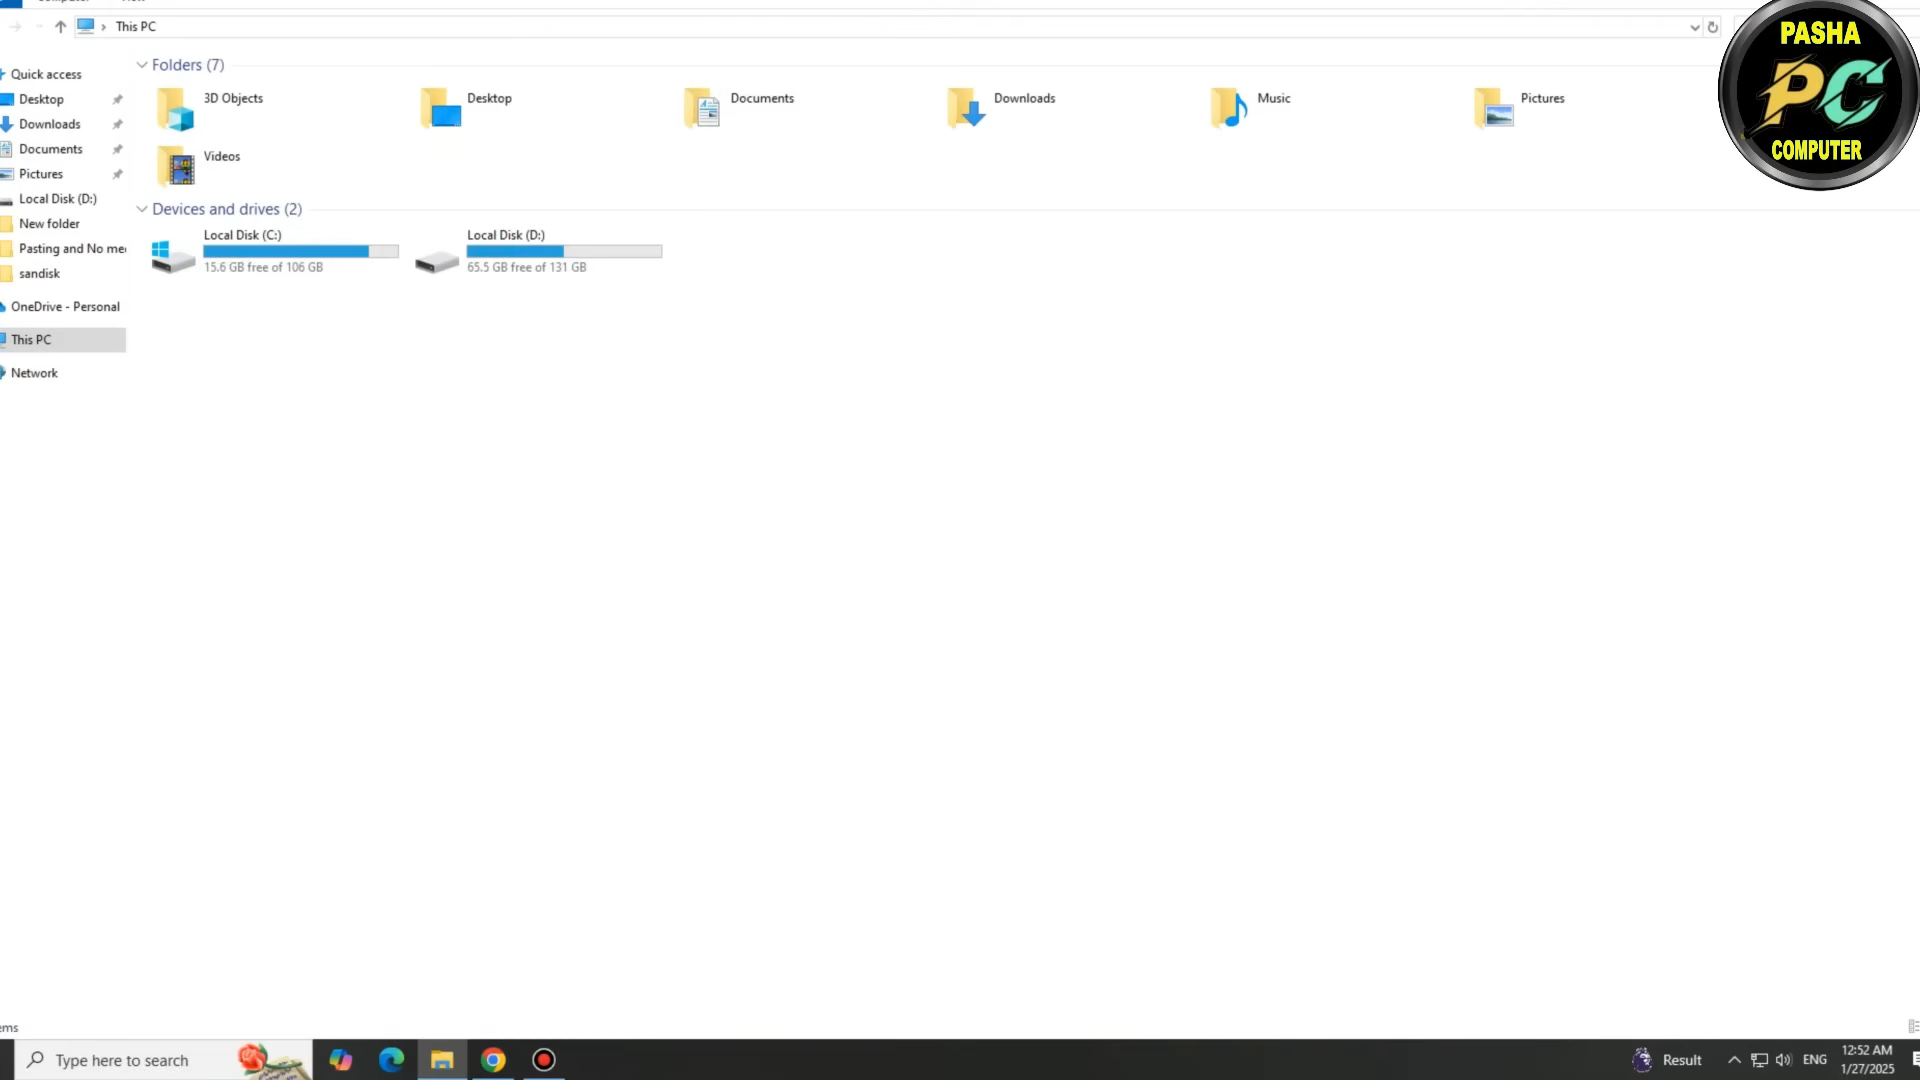 This PC
PASHA
PC
COMPUTER
Quick access
Desktop
Downloads
Documents
Pictures
Local Disk (D:)
New folder
Pasting and No me
sandisk
OneDrive - Personal
This PC
Network
Folders (7)
3D Objects
Desktop
Documents
Downloads
Music
Pictures
Videos
Devices and drives (2)
Local Disk (C:)
15.6 GB free of 106 GB
Local Disk (D:)
65.5 GB free of 131 GB
ems
Type here to search
Result
ENG
12:52 AM
1/27/2025